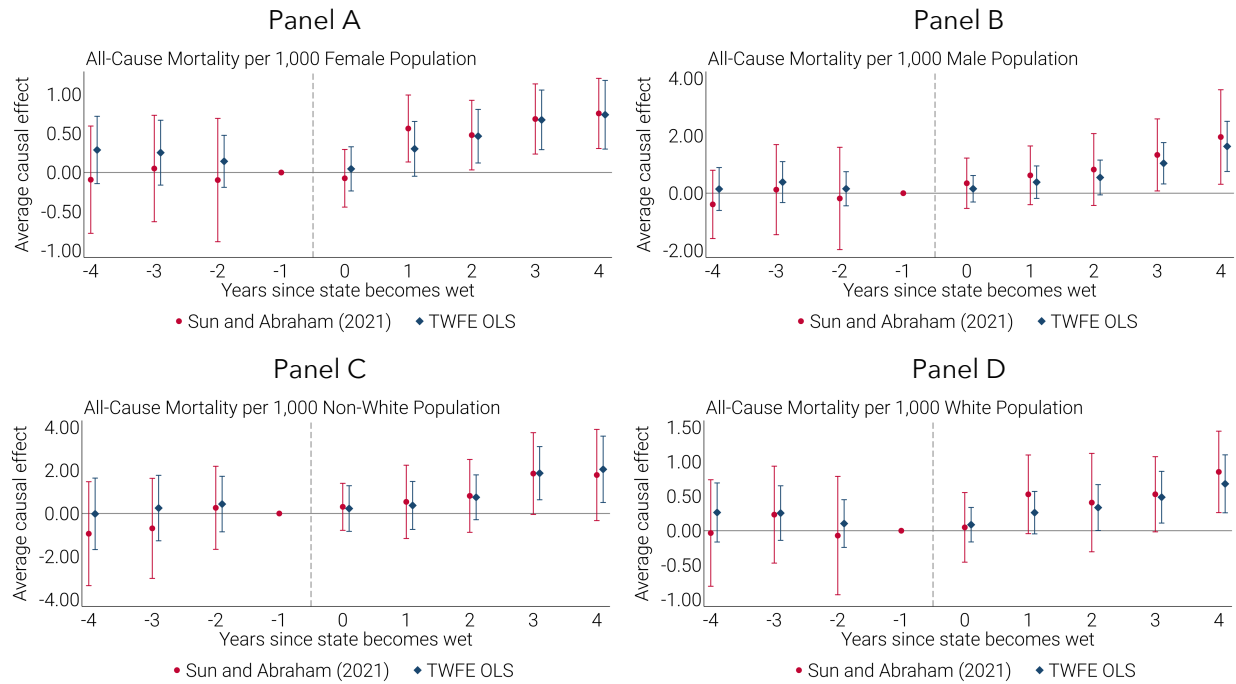 Panel A
All-Cause Mortality per 1,000 Female Population
Average causal effect
1.00
0.50
0.00
-0.50
-1.00
-4 -3 -2 -1 0 1 2 3 4
Years since state becomes wet
Sun and Abraham (2021) TWFE OLS
Panel B
All-Cause Mortality per 1,000 Male Population
Average causal effect
4.00
2.00
0.00
-2.00
-4 -3 -2 -1 0 1 2 3 4
Years since state becomes wet
Sun and Abraham (2021) TWFE OLS
Panel C
All-Cause Mortality per 1,000 Non-White Population
Average causal effect
4.00
2.00
0.00
-2.00
-4.00
-4 -3 -2 -1 0 1 2 3 4
Years since state becomes wet
Sun and Abraham (2021) TWFE OLS
Panel D
All-Cause Mortality per 1,000 White Population
Average causal effect
1.50
1.00
0.50
0.00
-0.50
-1.00
-4 -3 -2 -1 0 1 2 3 4
Years since state becomes wet
Sun and Abraham (2021) TWFE OLS